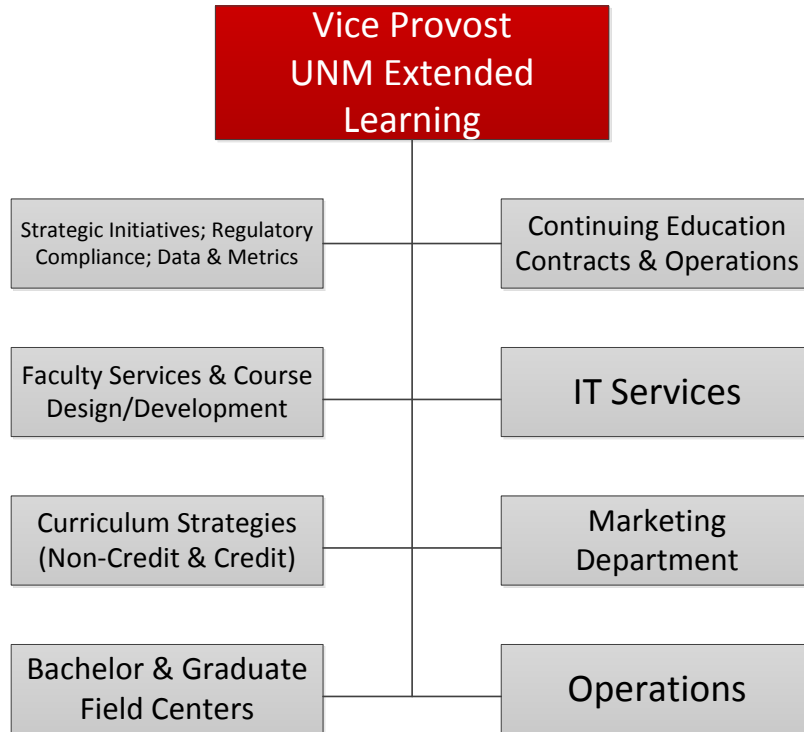 Vice Provost
UNM Extended
Learning
Strategic Initiatives; Regulatory
Compliance; Data & Metrics
Continuing Education
Contracts & Operations
Faculty Services & Course
Design/Development
IT Services
Curriculum Strategies
(Non-Credit & Credit)
Marketing
Department
Bachelor & Graduate
Field Centers
Operations